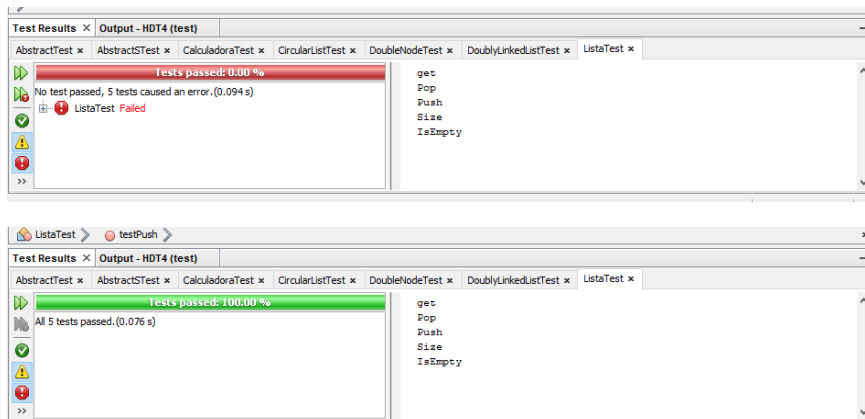 Test Results × Output - HDT4 (test)
AbstractTest × AbstractSTest × CalculadoraTest × CircularListTest × DoubleNodeTest × DoublyLinkedListTest × ListaTest ×
Tests passed: 0.00 %
No test passed, 5 tests caused an error.(0.094 s)
ListaTest Failed
get
Pop
Push
Size
IsEmpty
>>
ListaTest testPush
Test Results × Output - HDT4 (test)
AbstractTest × AbstractSTest × CalculadoraTest × CircularListTest × DoubleNodeTest × DoublyLinkedListTest × ListaTest ×
Tests passed: 100.00 %
All 5 tests passed.(0.076 s)
get
Pop
Push
Size
IsEmpty
>>